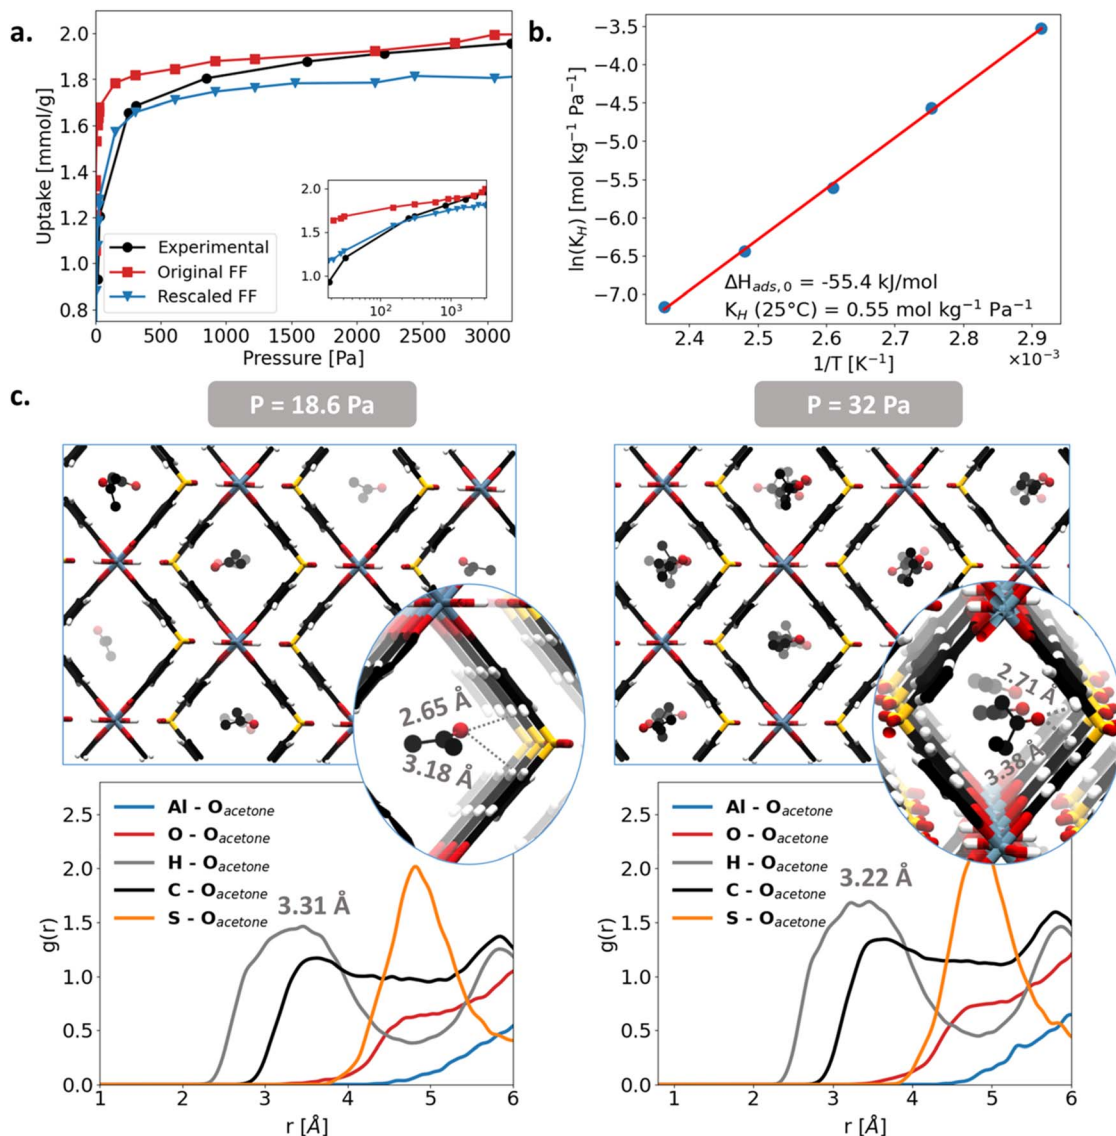 a.
2.0
1.8
1.6
1.4
1.2
1.0
0.8
Uptake [mmol/g]
Experimental
Original FF
Rescaled FF
2.0
1.5
1.0
10²
10³
0
500
1000
1500
2000
2500
3000
Pressure [Pa]
b.
−3.5
−4.0
−4.5
−5.0
−5.5
−6.0
−6.5
−7.0
ln(K_H) [mol kg⁻¹ Pa⁻¹]
ΔH_ads,0 = -55.4 kJ/mol
K_H (25°C) = 0.55 mol kg⁻¹ Pa⁻¹
2.4
2.5
2.6
2.7
2.8
2.9
×10⁻³
1/T [K⁻¹]
c.
P = 18.6 Pa
P = 32 Pa
2.65 Å
3.18 Å
2.71 Å
3.38 Å
2.5
2.0
1.5
1.0
0.5
0.0
g(r)
Al - O_acetone
O - O_acetone
H - O_acetone
C - O_acetone
S - O_acetone
3.31 Å
1
2
3
4
5
6
r [Å]
2.5
2.0
1.5
1.0
0.5
0.0
g(r)
Al - O_acetone
O - O_acetone
H - O_acetone
C - O_acetone
S - O_acetone
3.22 Å
1
2
3
4
5
6
r [Å]